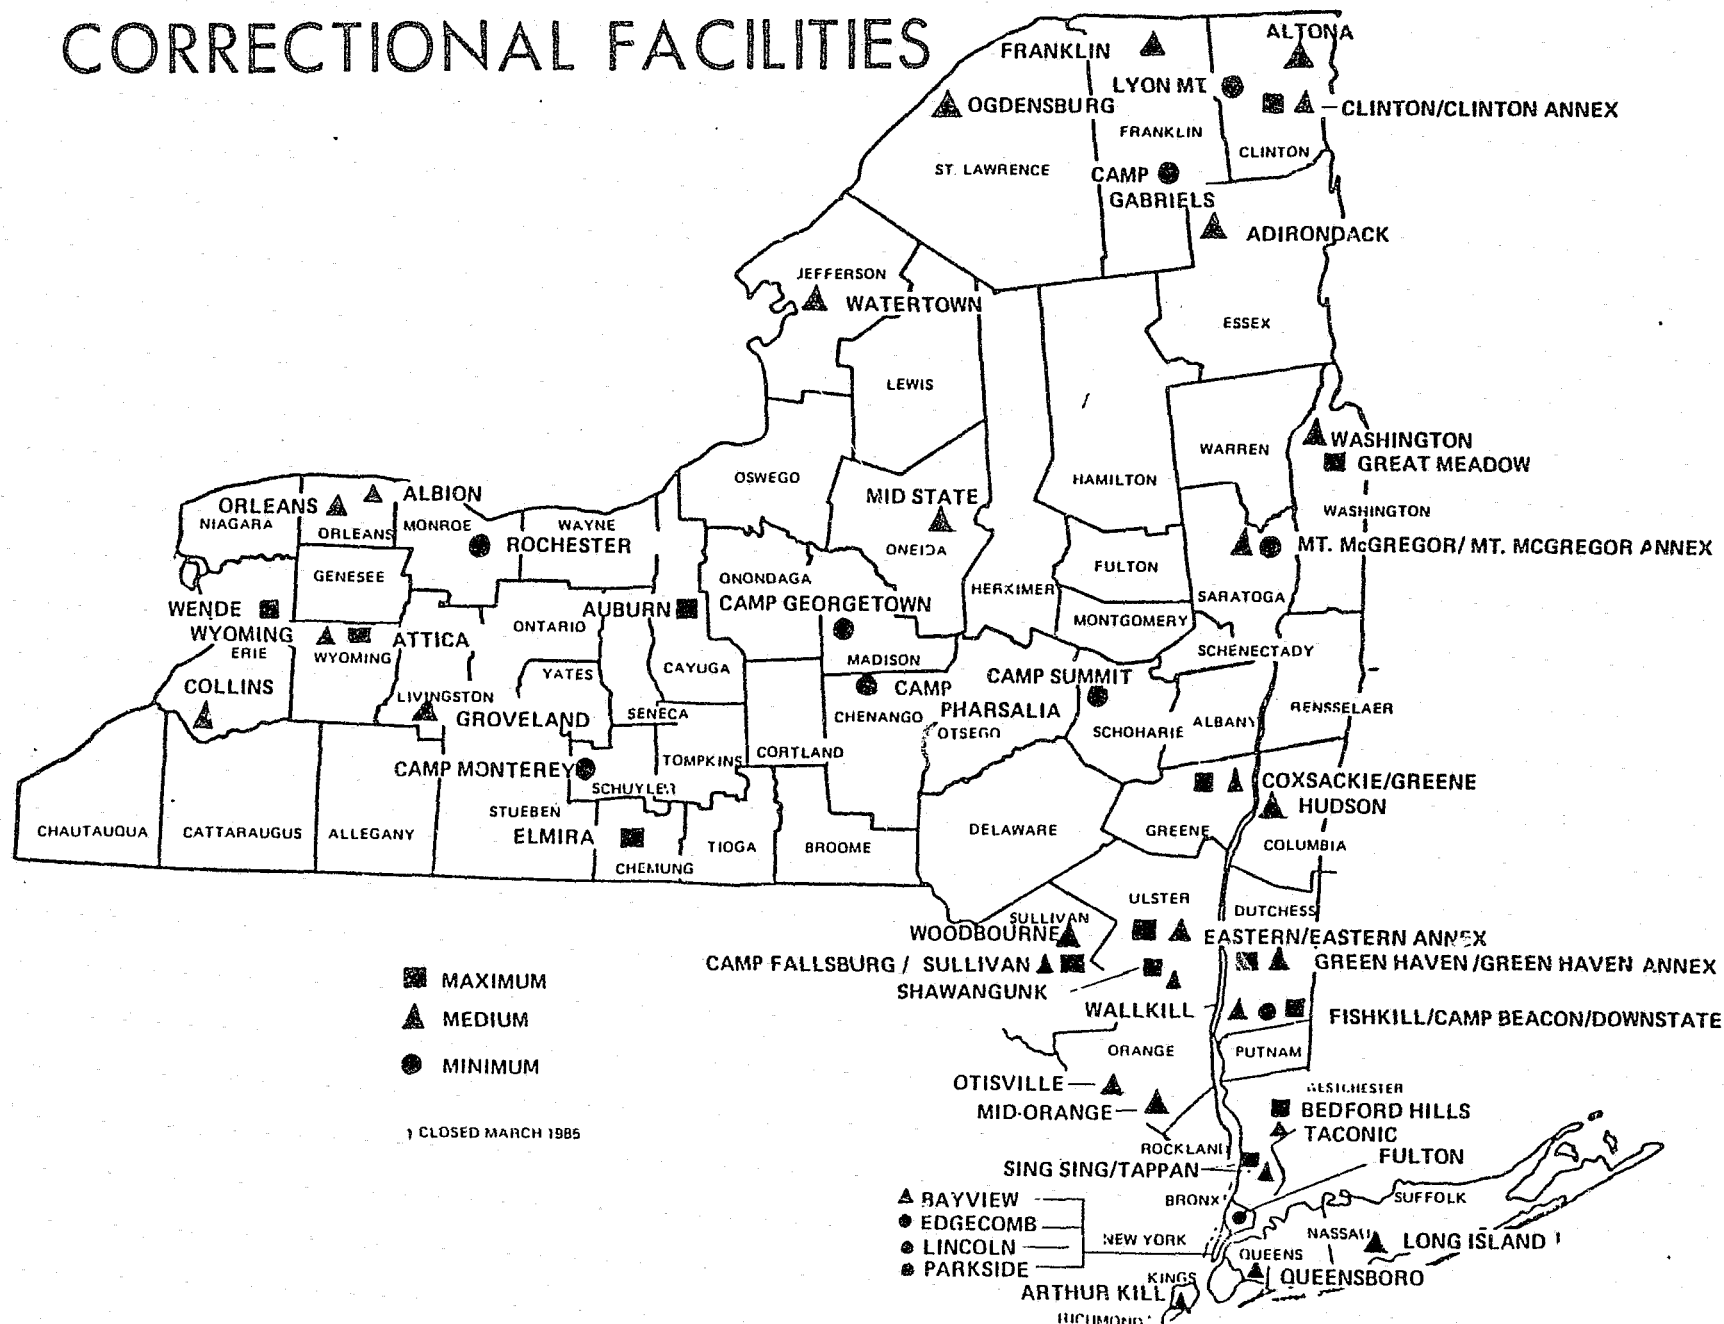 CORRECTIONAL FACILITIES
ALTONA
FRANKLIN
LYON MT
OGDENSBURG
CLINTON/CLINTON ANNEX
FRANKLIN
CLINTON
ST. LAWRENCE
CAMP
GABRIELS
ADIRONDACK
JEFFERSON
WATERTOWN
ESSEX
LEWIS
WASHINGTON
WARREN
GREAT MEADOW
OSWEGO
HAMILTON
MID STATE
ALBION
ORLEANS
NIAGARA
ORLEANS
MONROE
WAYNE
WASHINGTON
ROCHESTER
ONEIDA
MT. McGREGOR/ MT. MCGREGOR ANNEX
GENESEE
ONONDAGA
FULTON
HERKIMER
SARATOGA
WENDE
AUBURN
CAMP GEORGETOWN
MONTGOMERY
WYOMING
ATTICA
ONTARIO
ERIE
WYOMING
MADISON
SCHENECTADY
YATES
CAYUGA
CAMP SUMMIT
COLLINS
LIVINGSTON
CAMP
PHARSALIA
GROVELAND
SENECA
CHENANGO
OTSEGO
SCHOHARIE
ALBANY
RENSSELAER
CAMP MONTEREY
TOMPKINS
CORTLAND
SCHUYLER
COXSACKIE/GREENE
HUDSON
STUEBEN
CHAUTAUQUA
CATTARAUGUS
ALLEGANY
ELMIRA
TIOGA
BROOME
DELAWARE
GREENE
COLUMBIA
CHEMUNG
ULSTER
DUTCHESS
SULLIVAN
WOODBOURNE
EASTERN/EASTERN ANNEX
CAMP FALLSBURG / SULLIVAN
GREEN HAVEN/GREEN HAVEN ANNEX
SHAWANGUNK
WALLKILL
FISHKILL/CAMP BEACON/DOWNSTATE
MAXIMUM
MEDIUM
MINIMUM
ORANGE
PUTNAM
OTISVILLE
WESTCHESTER
MID-ORANGE
BEDFORD HILLS
TACONIC
CLOSED MARCH 1985
ROCKLAND
FULTON
SING SING/TAPPAN
BAYVIEW
BRONX
SUFFOLK
EDGECOMB
LINCOLN
NEW YORK
NASSAU
LONG ISLAND
PARKSIDE
QUEENS
KINGS
QUEENSBORO
ARTHUR KILL
RICHMOND